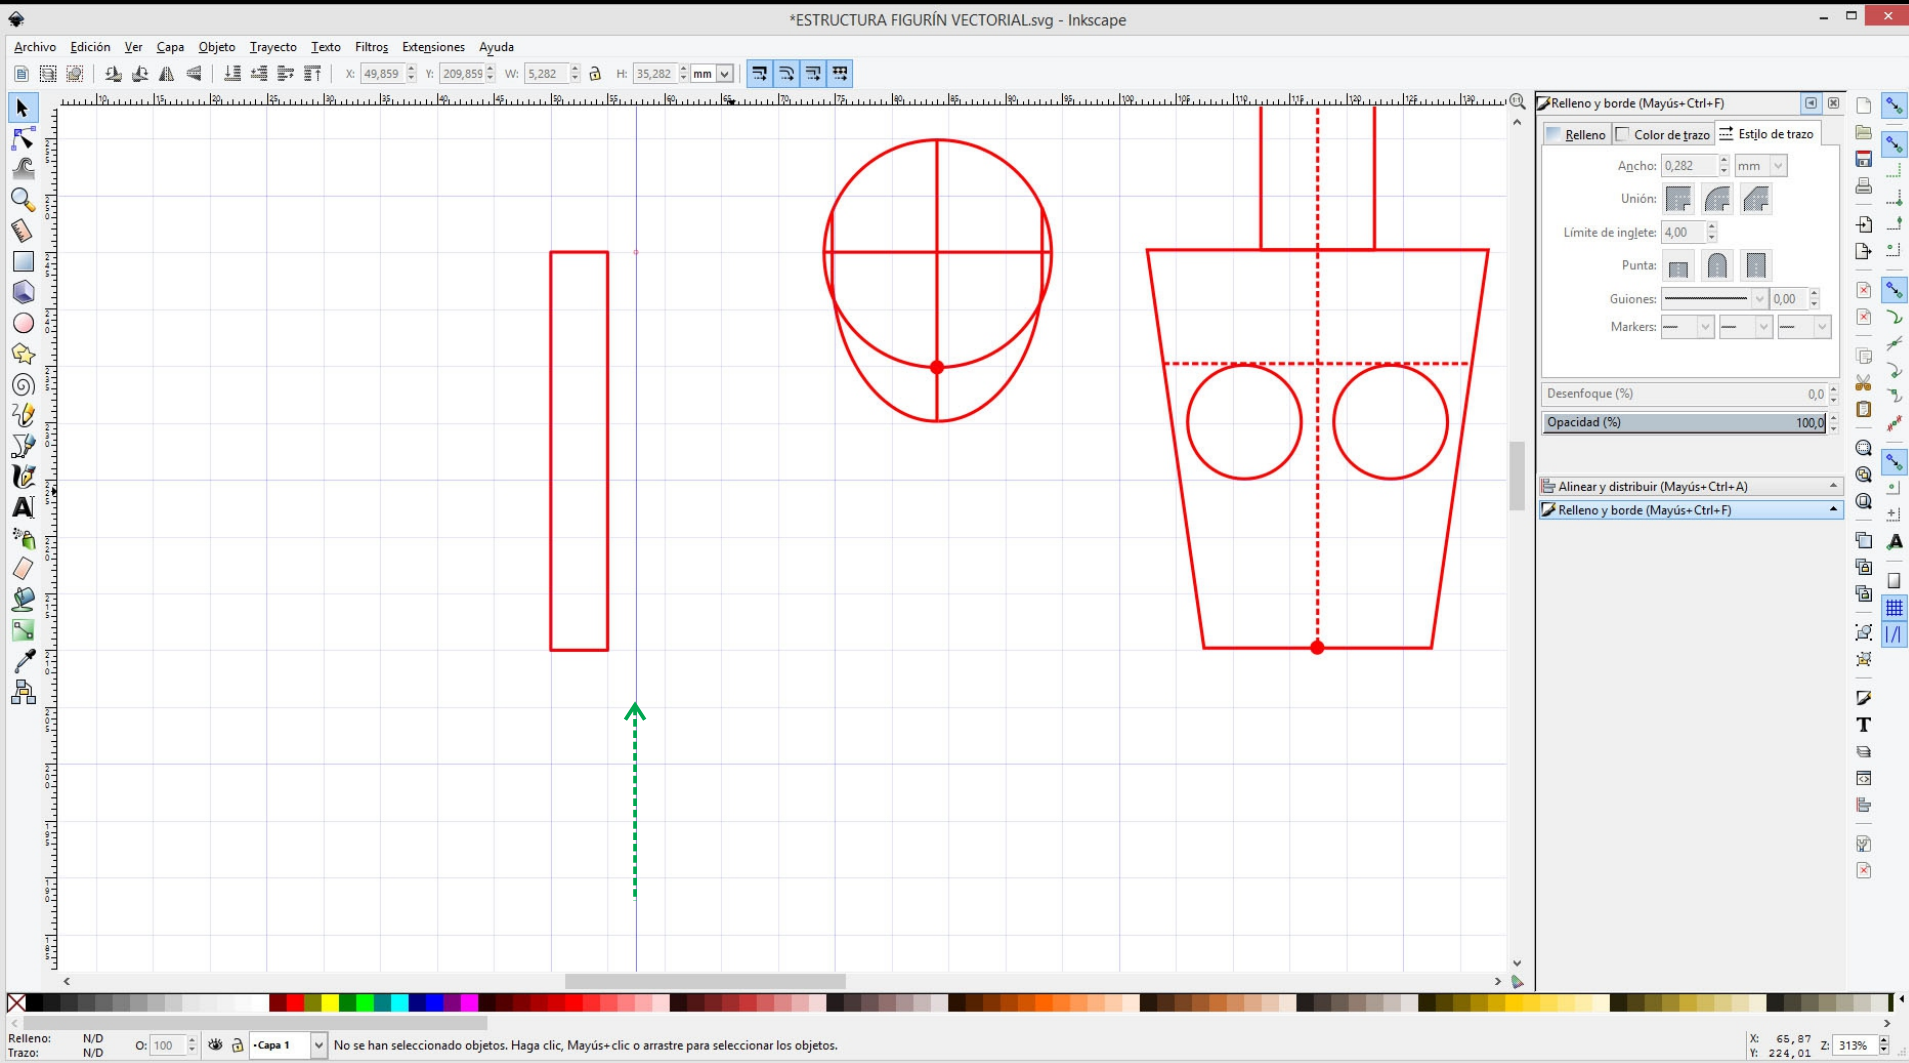 *ESTRUCTURA FIGURÍN VECTORIAL.svg - Inkscape
Archivo Edición Ver Capa Objeto Trayecto Texto Filtros Extensiones Ayuda
X: 49,859 Y: 209,859 W: 5,282 H: 35,282 mm
Relleno y borde (Mayús+Ctrl+F)
Relleno Color de trazo Estilo de trazo
Ancho: 0,282 mm
Unión:
Límite de inglete: 4,00
Punta:
Guiones: 0,00
Markers:
Desenfoque (%) 0,0
Opacidad (%) 100,0
Alinear y distribuir (Mayús+Ctrl+A)
Relleno y borde (Mayús+Ctrl+F)
Relleno: N/D
Trazo: N/D
O: 100
•Capa 1
No se han seleccionado objetos. Haga clic, Mayús+clic o arrastre para seleccionar los objetos.
X: 65,87
Y: 224,01
Z: 313%